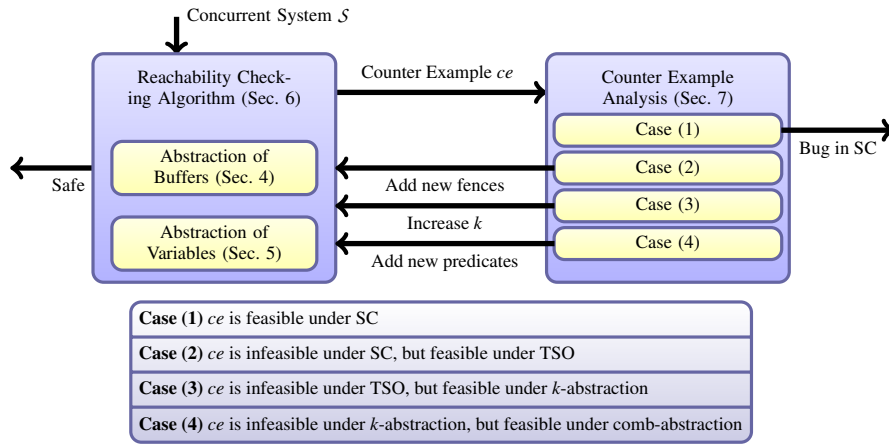 Concurrent System S
Reachability Check-
ing Algorithm (Sec. 6)
Abstraction of
Buffers (Sec. 4)
Abstraction of
Variables (Sec. 5)
Safe
Counter Example ce
Add new fences
Increase k
Add new predicates
Counter Example
Analysis (Sec. 7)
Case (1)
Case (2)
Case (3)
Case (4)
Bug in SC
Case (1) ce is feasible under SC
Case (2) ce is infeasible under SC, but feasible under TSO
Case (3) ce is infeasible under TSO, but feasible under k-abstraction
Case (4) ce is infeasible under k-abstraction, but feasible under comb-abstraction